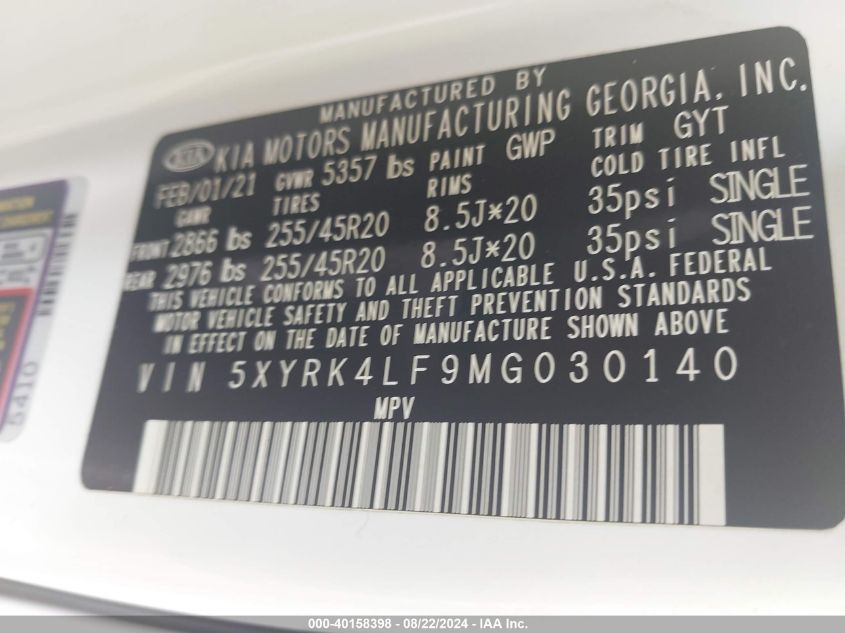 MANUFACTURED BY
KIA KIA MOTORS MANUFACTURING GEORGIA, INC.
FEB/01/21 GVWR 5357 lbs PAINT GWP TRIM GYT
GAWR TIRES RIMS COLD TIRE INFL
FRONT 2866 lbs 255/45R20 8.5J*20 35psi SINGLE
REAR 2976 lbs 255/45R20 8.5J*20 35psi SINGLE
THIS VEHICLE CONFORMS TO ALL APPLICABLE U.S.A. FEDERAL
MOTOR VEHICLE SAFETY AND THEFT PREVENTION STANDARDS
IN EFFECT ON THE DATE OF MANUFACTURE SHOWN ABOVE
VIN 5XYRK4LF9MG030140
MPV
5410
000-40158398 - 08/22/2024 - IAA Inc.